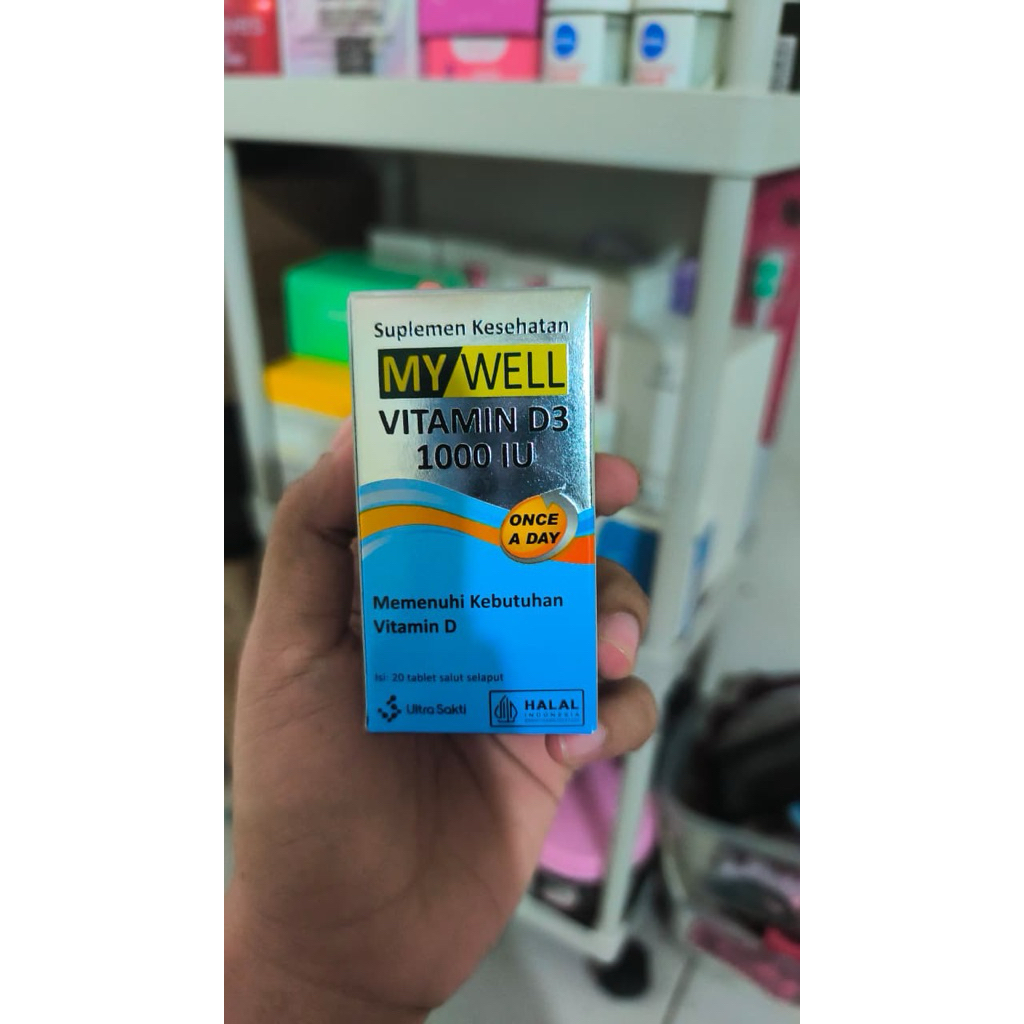 Suplemen Kesehatan
MY WELL
VITAMIN D3
1000 IU
ONCE
A DAY
Memenuhi Kebutuhan
Vitamin D
Isi: 20 tablet salut selaput
Ultra Sakti
HALAL
INDONESIA